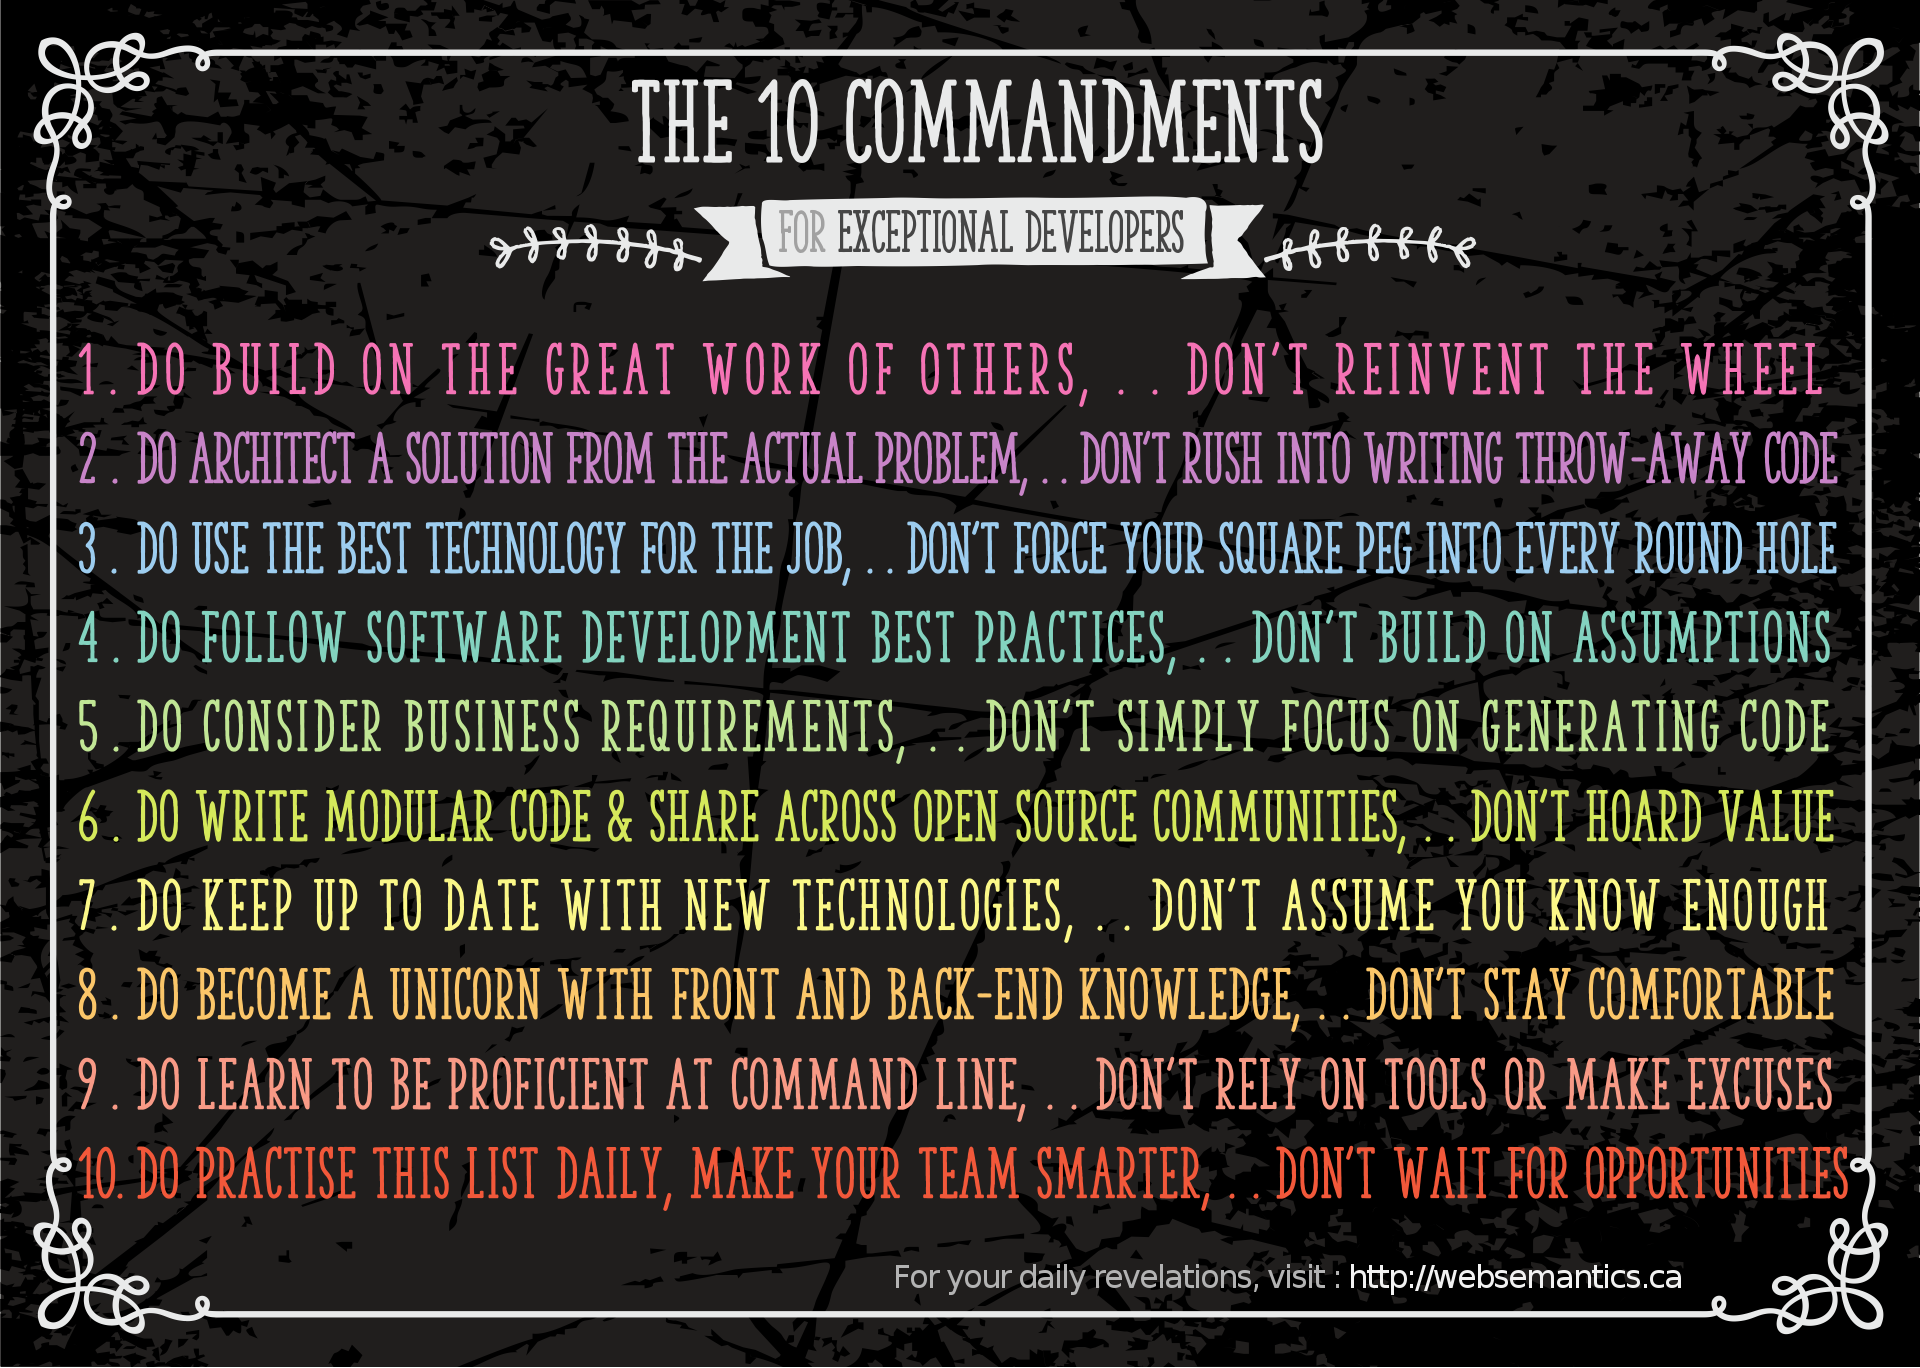 THE 10 COMMANDMENTS
FOR EXCEPTIONAL DEVELOPERS
1. DO BUILD ON THE GREAT WORK OF OTHERS, . . DON'T REINVENT THE WHEEL
2. DO ARCHITECT A SOLUTION FROM THE ACTUAL PROBLEM, . . DON'T RUSH INTO WRITING THROW-AWAY CODE
3. DO USE THE BEST TECHNOLOGY FOR THE JOB, . . DON'T FORCE YOUR SQUARE PEG INTO EVERY ROUND HOLE
4. DO FOLLOW SOFTWARE DEVELOPMENT BEST PRACTICES, . . DON'T BUILD ON ASSUMPTIONS
5. DO CONSIDER BUSINESS REQUIREMENTS, . . DON'T SIMPLY FOCUS ON GENERATING CODE
6. DO WRITE MODULAR CODE & SHARE ACROSS OPEN SOURCE COMMUNITIES, . . DON'T HOARD VALUE
7. DO KEEP UP TO DATE WITH NEW TECHNOLOGIES, . . DON'T ASSUME YOU KNOW ENOUGH
8. DO BECOME A UNICORN WITH FRONT AND BACK-END KNOWLEDGE, . . DON'T STAY COMFORTABLE
9. DO LEARN TO BE PROFICIENT AT COMMAND LINE, . . DON'T RELY ON TOOLS OR MAKE EXCUSES
10. DO PRACTISE THIS LIST DAILY, MAKE YOUR TEAM SMARTER, . . DON'T WAIT FOR OPPORTUNITIES
For your daily revelations, visit : http://websemantics.ca